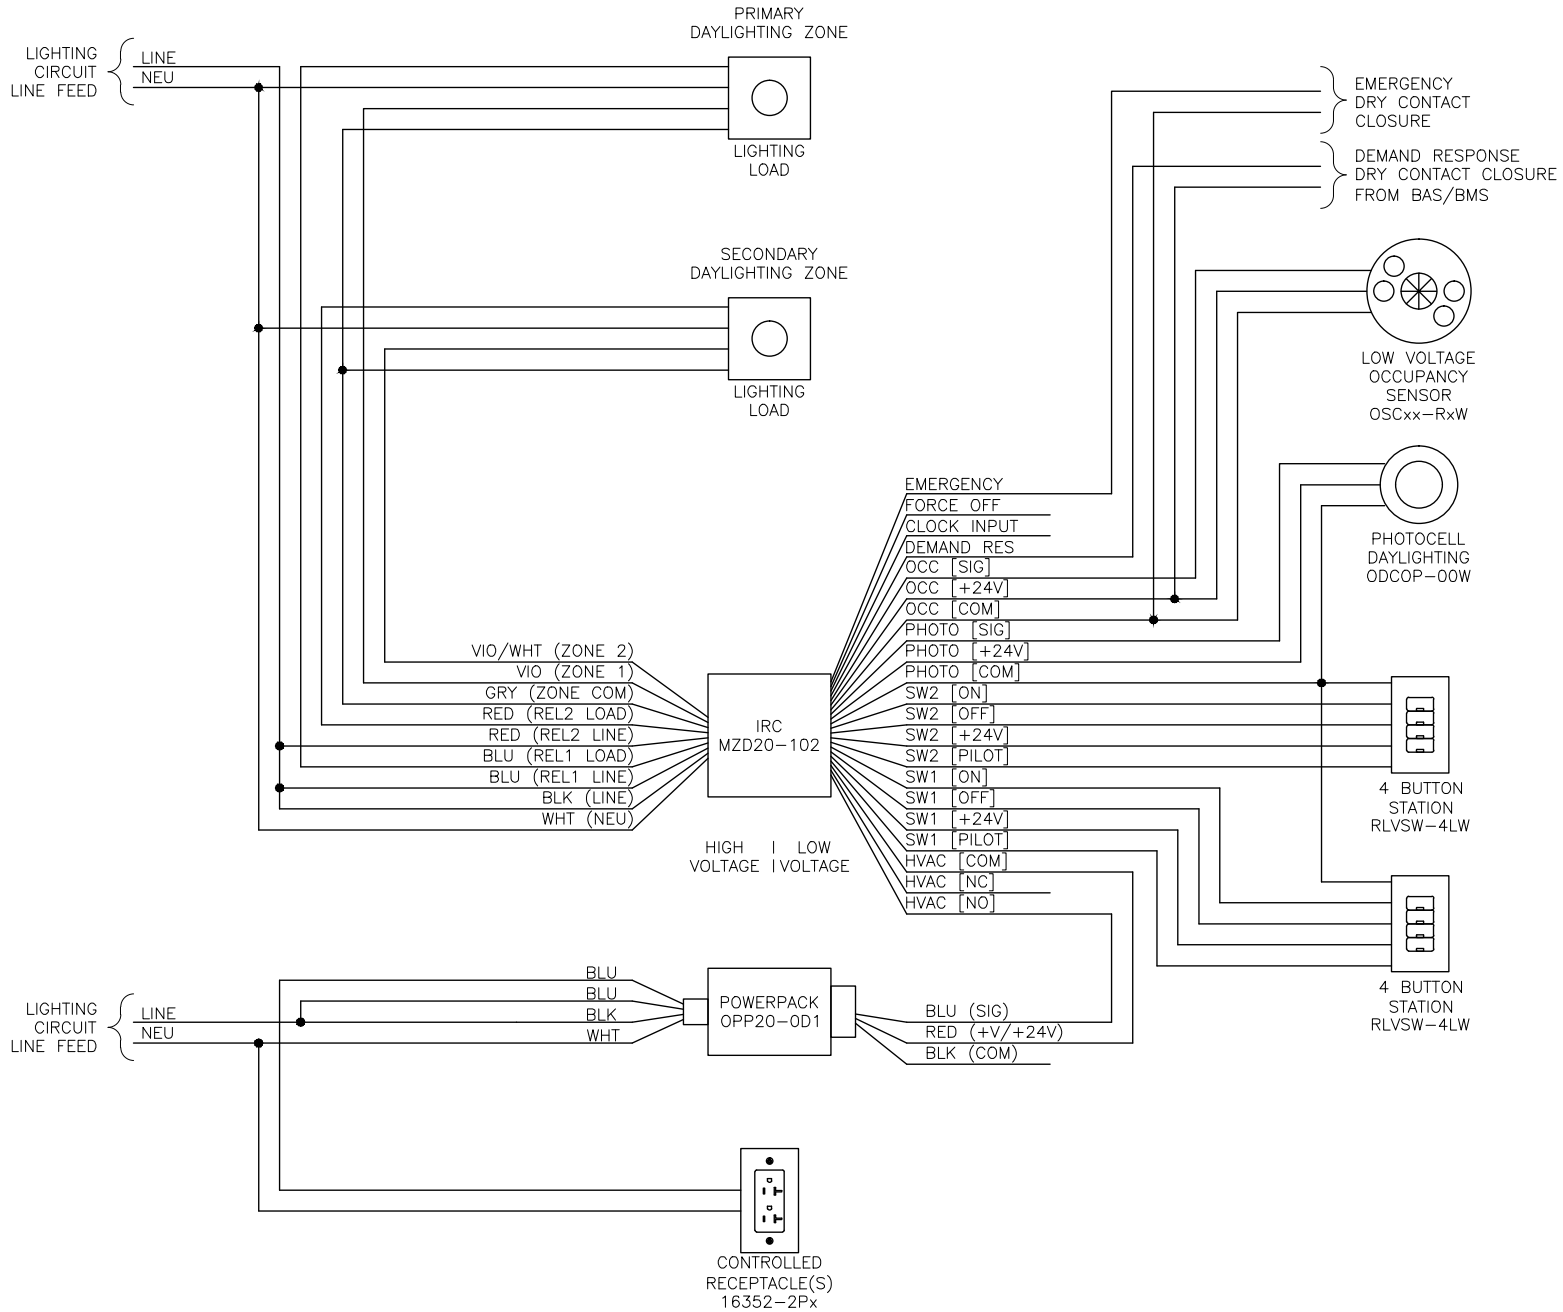 PRIMARY
DAYLIGHTING ZONE
LIGHTING
CIRCUIT
LINE FEED
LINE
NEU
LIGHTING
LOAD
EMERGENCY
DRY CONTACT
CLOSURE
DEMAND RESPONSE
DRY CONTACT CLOSURE
FROM BAS/BMS
SECONDARY
DAYLIGHTING ZONE
LIGHTING
LOAD
LOW VOLTAGE
OCCUPANCY
SENSOR
OSCxx-RxW
PHOTOCELL
DAYLIGHTING
ODCOP-00W
EMERGENCY
FORCE OFF
CLOCK INPUT
DEMAND RES
OCC [SIG]
OCC [+24V]
OCC [COM]
PHOTO [SIG]
PHOTO [+24V]
PHOTO [COM]
SW2 [ON]
SW2 [OFF]
SW2 [+24V]
SW2 [PILOT]
SW1 [ON]
SW1 [OFF]
SW1 [+24V]
SW1 [PILOT]
HVAC [COM]
HVAC [NC]
HVAC [NO]
VIO/WHT (ZONE 2)
VIO (ZONE 1)
GRY (ZONE COM)
RED (REL2 LOAD)
RED (REL2 LINE)
BLU (REL1 LOAD)
BLU (REL1 LINE)
BLK (LINE)
WHT (NEU)
IRC
MZD20-102
HIGH | LOW
VOLTAGE | VOLTAGE
4 BUTTON
STATION
RLVSW-4LW
4 BUTTON
STATION
RLVSW-4LW
LIGHTING
CIRCUIT
LINE FEED
LINE
NEU
BLU
BLU
BLK
WHT
POWERPACK
OPP20-0D1
BLU (SIG)
RED (+V/+24V)
BLK (COM)
CONTROLLED
RECEPTACLE(S)
16352-2Px